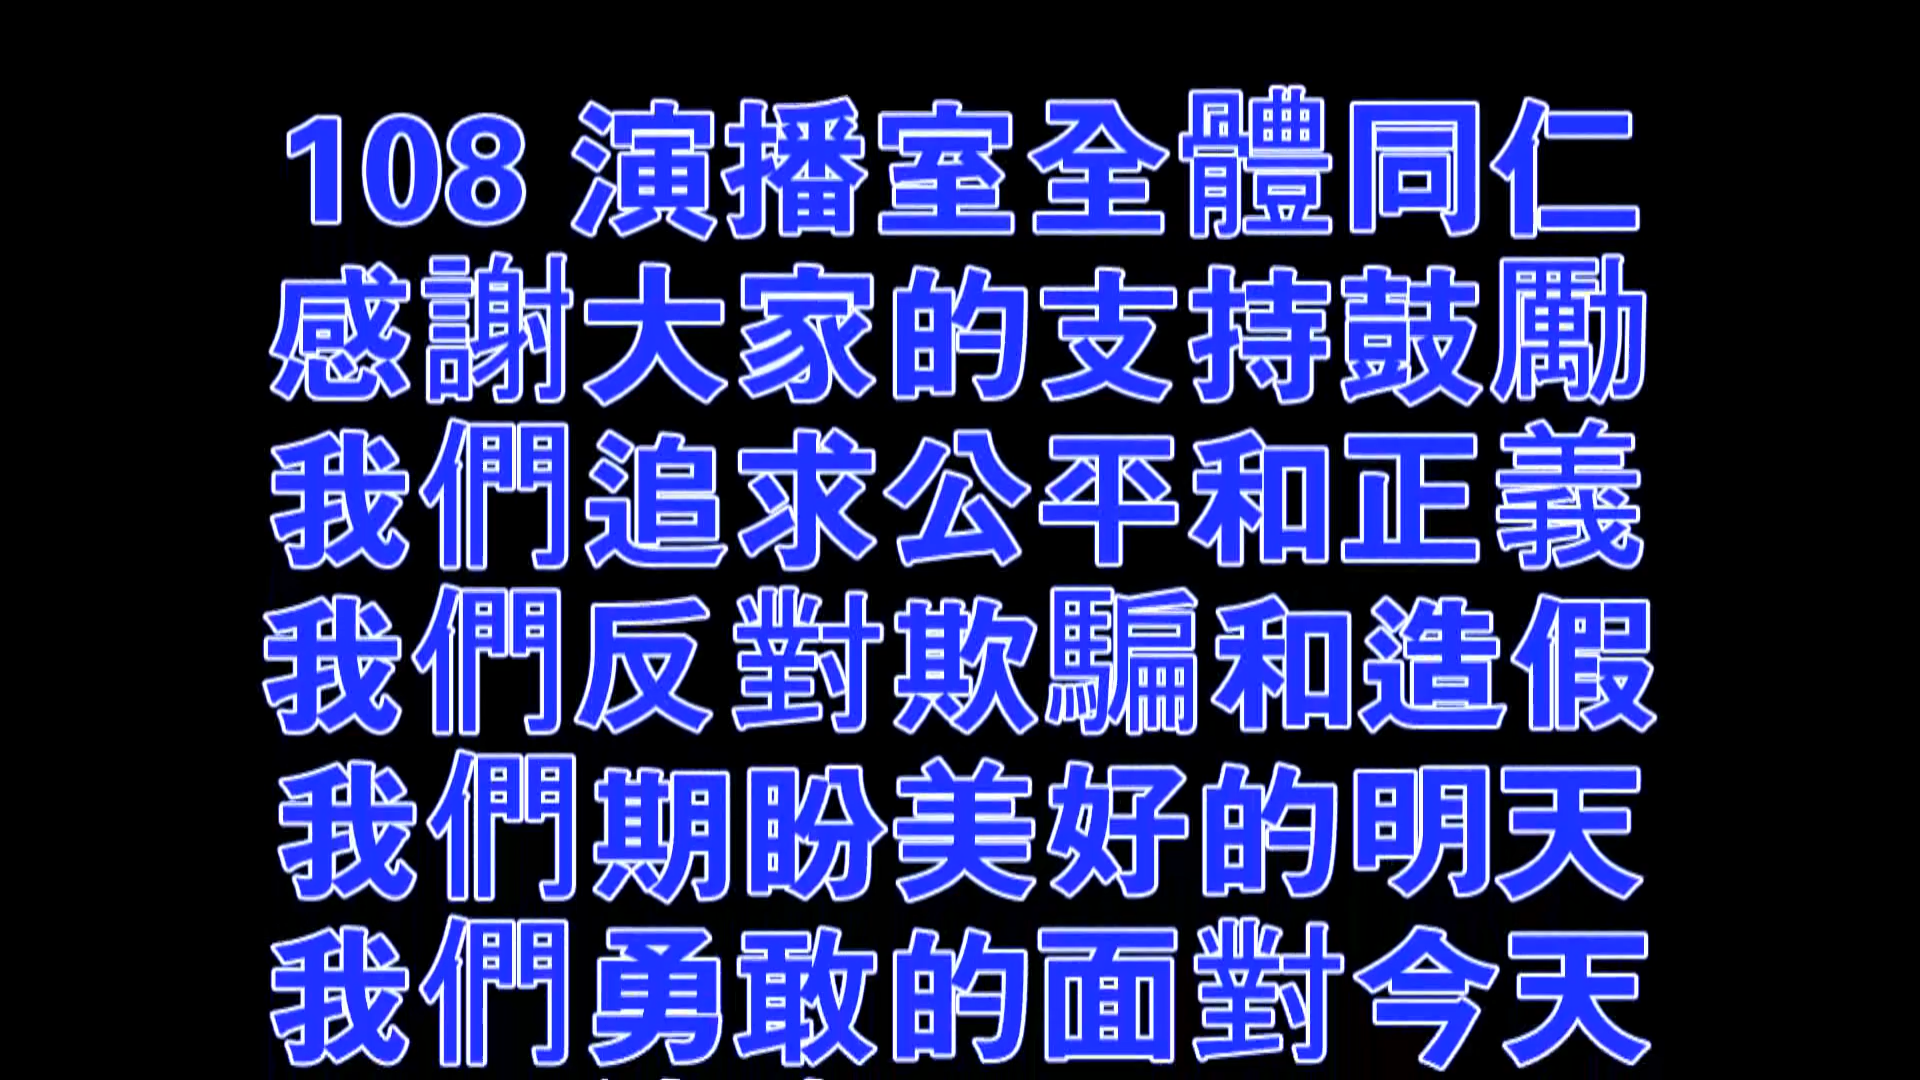 108 演播室全體同仁
感謝大家的支持鼓勵
我們追求公平和正義
我們反對欺騙和造假
我們期盼美好的明天
我們勇敢的面對今天